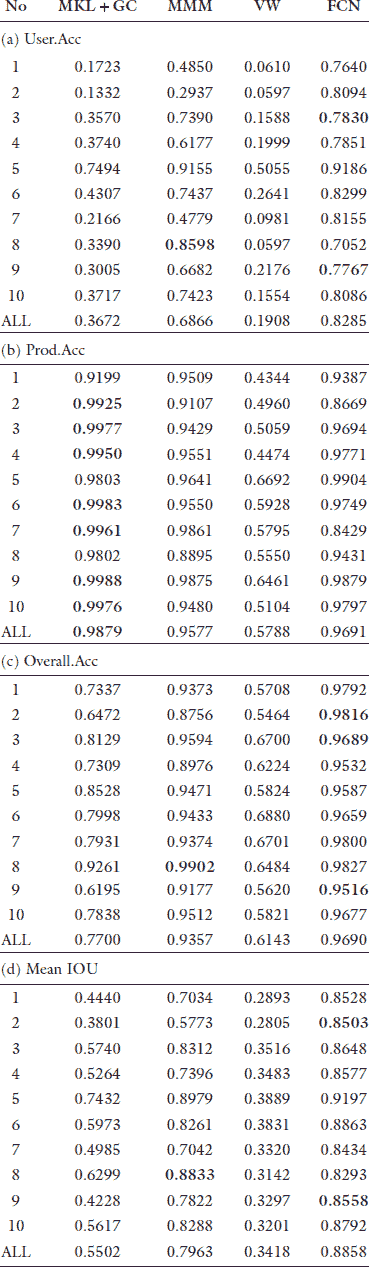 No MKL + GC MMM VW FCN
(a) User.Acc
1 0.1723 0.4850 0.0610 0.7640
2 0.1332 0.2937 0.0597 0.8094
3 0.3570 0.7390 0.1588 0.7830
4 0.3740 0.6177 0.1999 0.7851
5 0.7494 0.9155 0.5055 0.9186
6 0.4307 0.7437 0.2641 0.8299
7 0.2166 0.4779 0.0981 0.8155
8 0.3390 0.8598 0.0597 0.7052
9 0.3005 0.6682 0.2176 0.7767
10 0.3717 0.7423 0.1554 0.8086
ALL 0.3672 0.6866 0.1908 0.8285
(b) Prod.Acc
1 0.9199 0.9509 0.4344 0.9387
2 0.9925 0.9107 0.4960 0.8669
3 0.9977 0.9429 0.5059 0.9694
4 0.9950 0.9551 0.4474 0.9771
5 0.9803 0.9641 0.6692 0.9904
6 0.9983 0.9550 0.5928 0.9749
7 0.9961 0.9861 0.5795 0.8429
8 0.9802 0.8895 0.5550 0.9431
9 0.9988 0.9875 0.6461 0.9879
10 0.9976 0.9480 0.5104 0.9797
ALL 0.9879 0.9577 0.5788 0.9691
(c) Overall.Acc
1 0.7337 0.9373 0.5708 0.9792
2 0.6472 0.8756 0.5464 0.9816
3 0.8129 0.9594 0.6700 0.9689
4 0.7309 0.8976 0.6224 0.9532
5 0.8528 0.9471 0.5824 0.9587
6 0.7998 0.9433 0.6880 0.9659
7 0.7931 0.9374 0.6701 0.9800
8 0.9261 0.9902 0.6484 0.9827
9 0.6195 0.9177 0.5620 0.9516
10 0.7838 0.9512 0.5821 0.9677
ALL 0.7700 0.9357 0.6143 0.9690
(d) Mean IOU
1 0.4440 0.7034 0.2893 0.8528
2 0.3801 0.5773 0.2805 0.8503
3 0.5740 0.8312 0.3516 0.8648
4 0.5264 0.7396 0.3483 0.8577
5 0.7432 0.8979 0.3889 0.9197
6 0.5973 0.8261 0.3831 0.8863
7 0.4985 0.7042 0.3320 0.8434
8 0.6299 0.8833 0.3142 0.8293
9 0.4228 0.7822 0.3297 0.8558
10 0.5617 0.8288 0.3201 0.8792
ALL 0.5502 0.7963 0.3418 0.8858